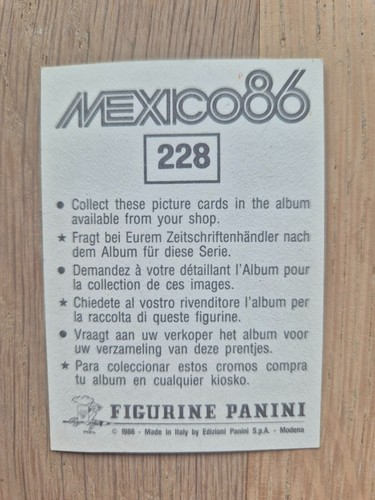 MEXICO86
228
● Collect these picture cards in the album
available from your shop.
★ Fragt bei Eurem Zeitschriftenhändler nach
dem Album für diese Serie.
● Demandez à votre détaillant l'Album pour
la collection de ces images.
★ Chiedete al vostro rivenditore l'album per
la raccolta di queste figurine.
● Vraagt aan uw verkoper het album voor
uw verzameling van deze prentjes.
★ Para coleccionar estos cromos compra
tu album en cualquier kiosko.
FIGURINE PANINI
© 1986 - Made in Italy by Edizioni Panini S.p.A. - Modena